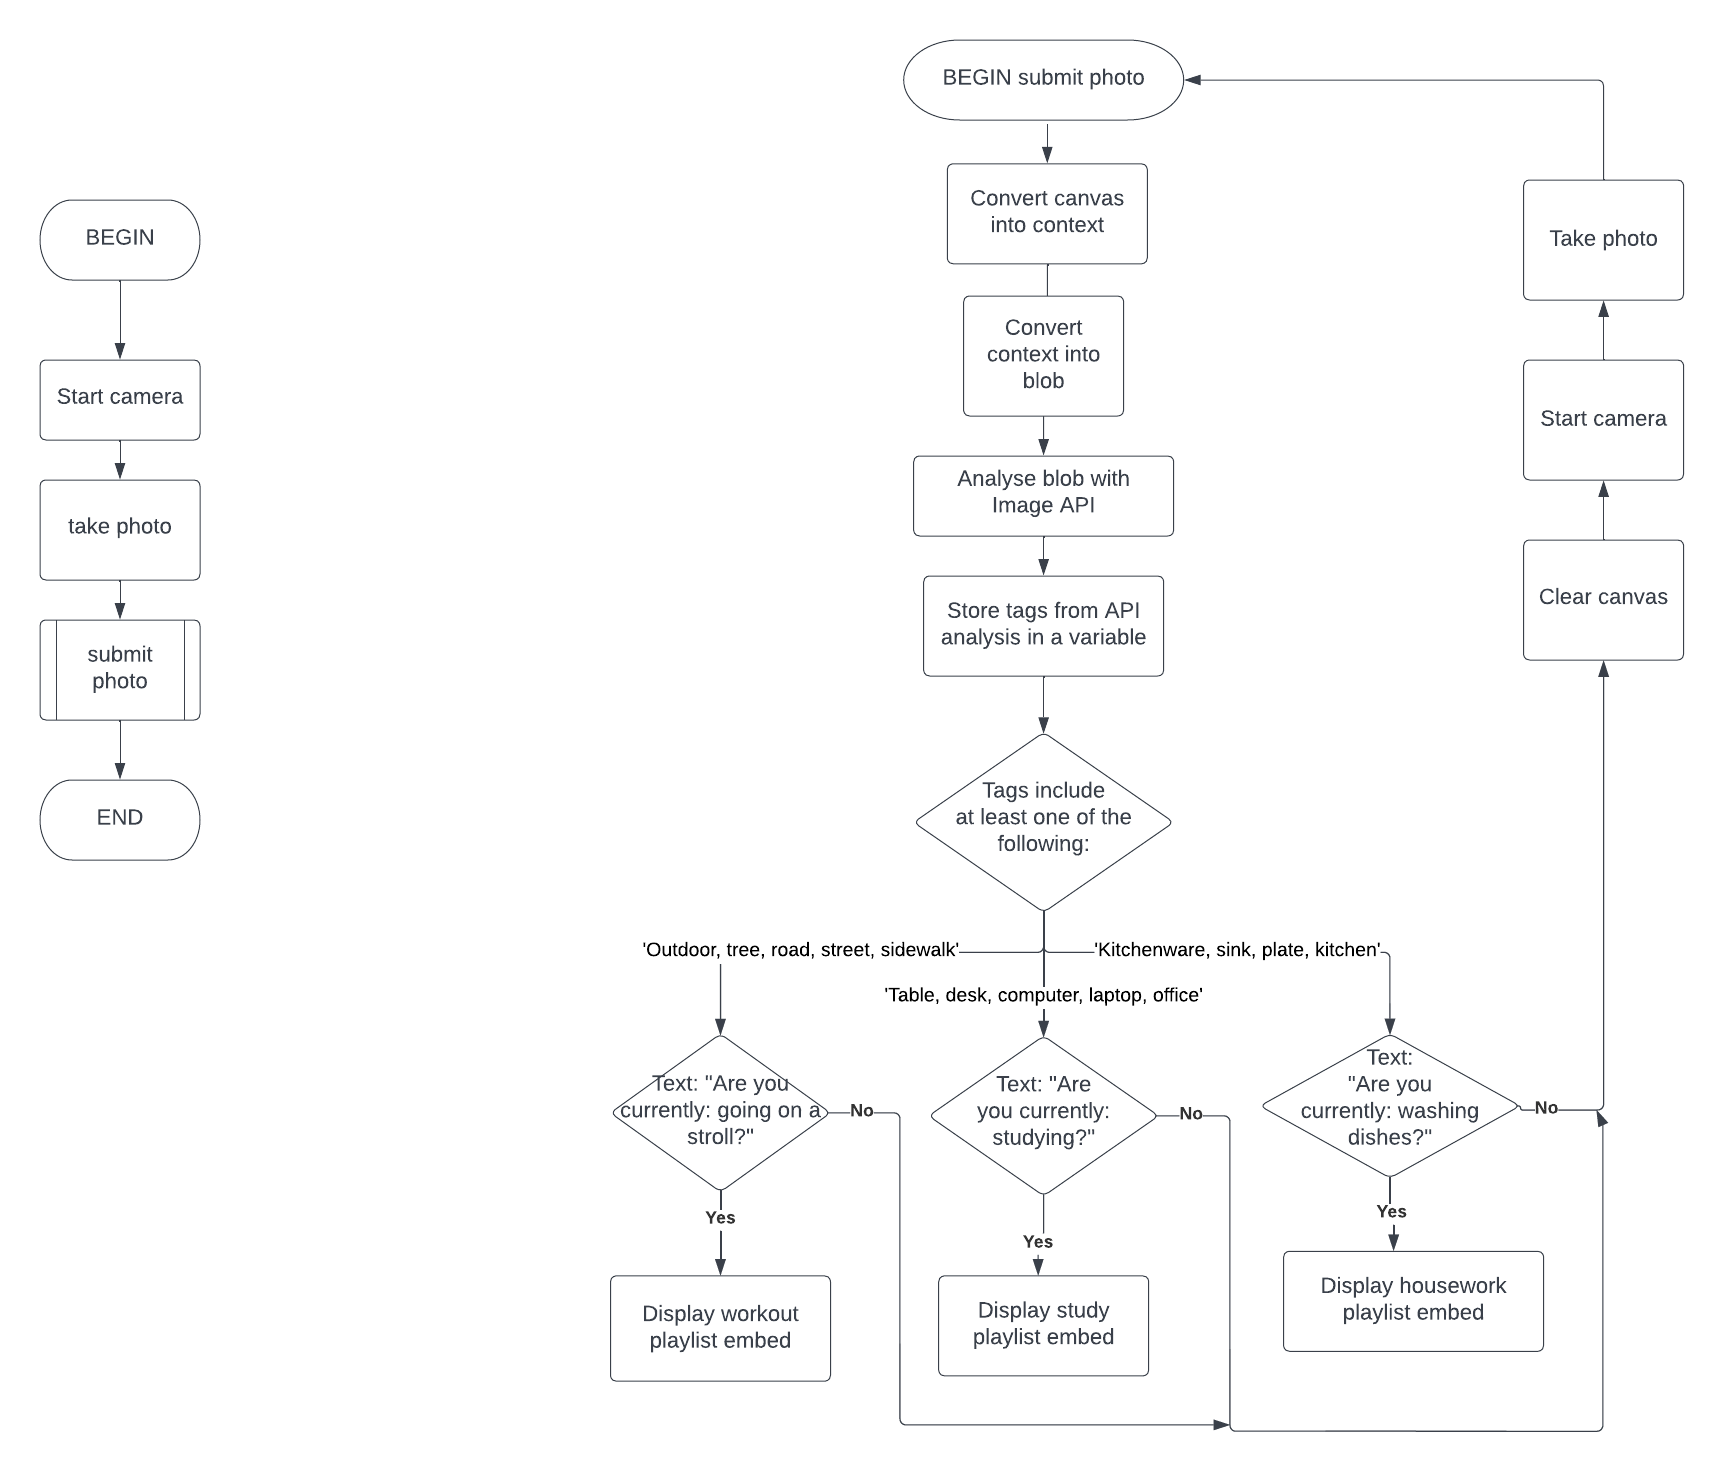 BEGIN
Start camera
take photo
submit
photo
END
BEGIN submit photo
Convert canvas
into context
Convert
context into
blob
Analyse blob with
Image API
Store tags from API
analysis in a variable
Tags include
at least one of the
following:
'Outdoor, tree, road, street, sidewalk'
'Kitchenware, sink, plate, kitchen'
'Table, desk, computer, laptop, office'
Text: "Are you
currently: going on a
stroll?"
No
Yes
Display workout
playlist embed
Text: "Are
you currently:
studying?"
No
Yes
Display study
playlist embed
Text:
"Are you
currently: washing
dishes?"
No
Yes
Display housework
playlist embed
Clear canvas
Start camera
Take photo